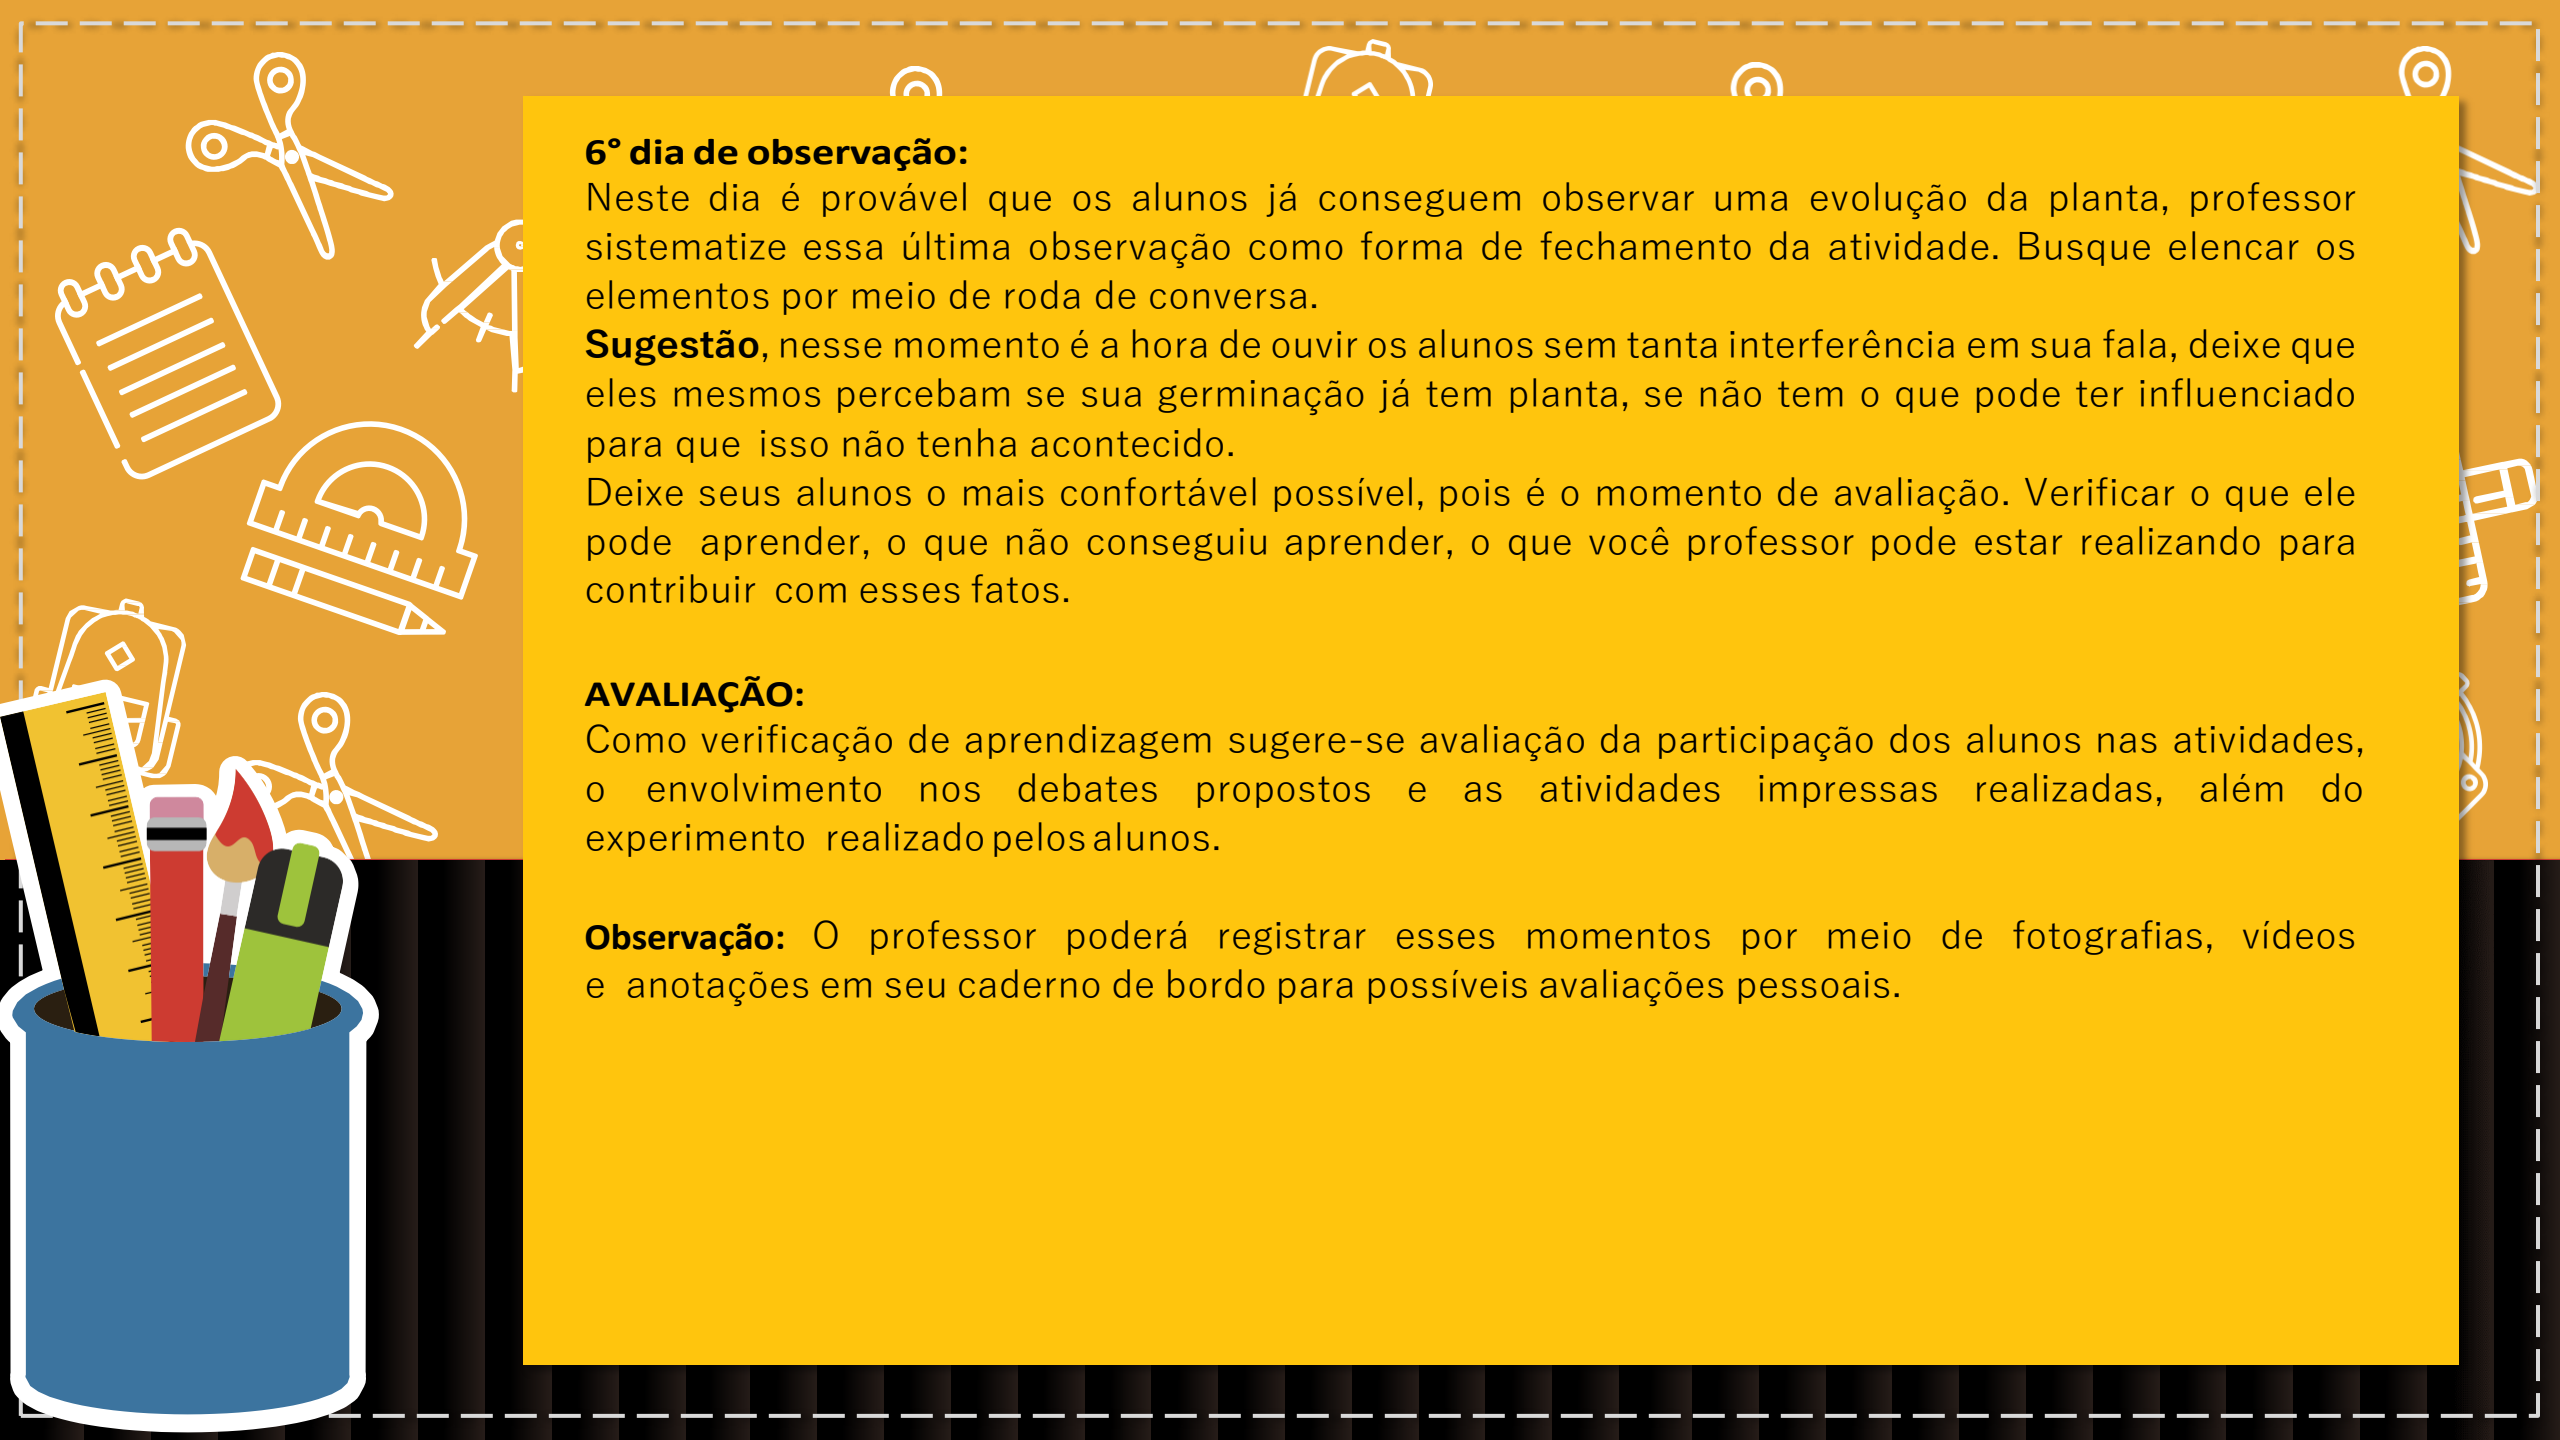 6º dia de observação:
Neste dia é provável que os alunos já conseguem observar uma evolução da planta, professor
sistematize essa última observação como forma de fechamento da atividade. Busque elencar os
elementos por meio de roda de conversa.
Sugestão, nesse momento é a hora de ouvir os alunos sem tanta interferência em sua fala, deixe que
eles mesmos percebam se sua germinação já tem planta, se não tem o que pode ter influenciado
para que isso não tenha acontecido.
Deixe seus alunos o mais confortável possível, pois é o momento de avaliação. Verificar o que ele
pode aprender, o que não conseguiu aprender, o que você professor pode estar realizando para
contribuir com esses fatos.
AVALIAÇÃO:
Como verificação de aprendizagem sugere-se avaliação da participação dos alunos nas atividades,
o envolvimento nos debates propostos e as atividades impressas realizadas, além do
experimento realizado pelos alunos.
Observação: O professor poderá registrar esses momentos por meio de fotografias, vídeos
e anotações em seu caderno de bordo para possíveis avaliações pessoais.